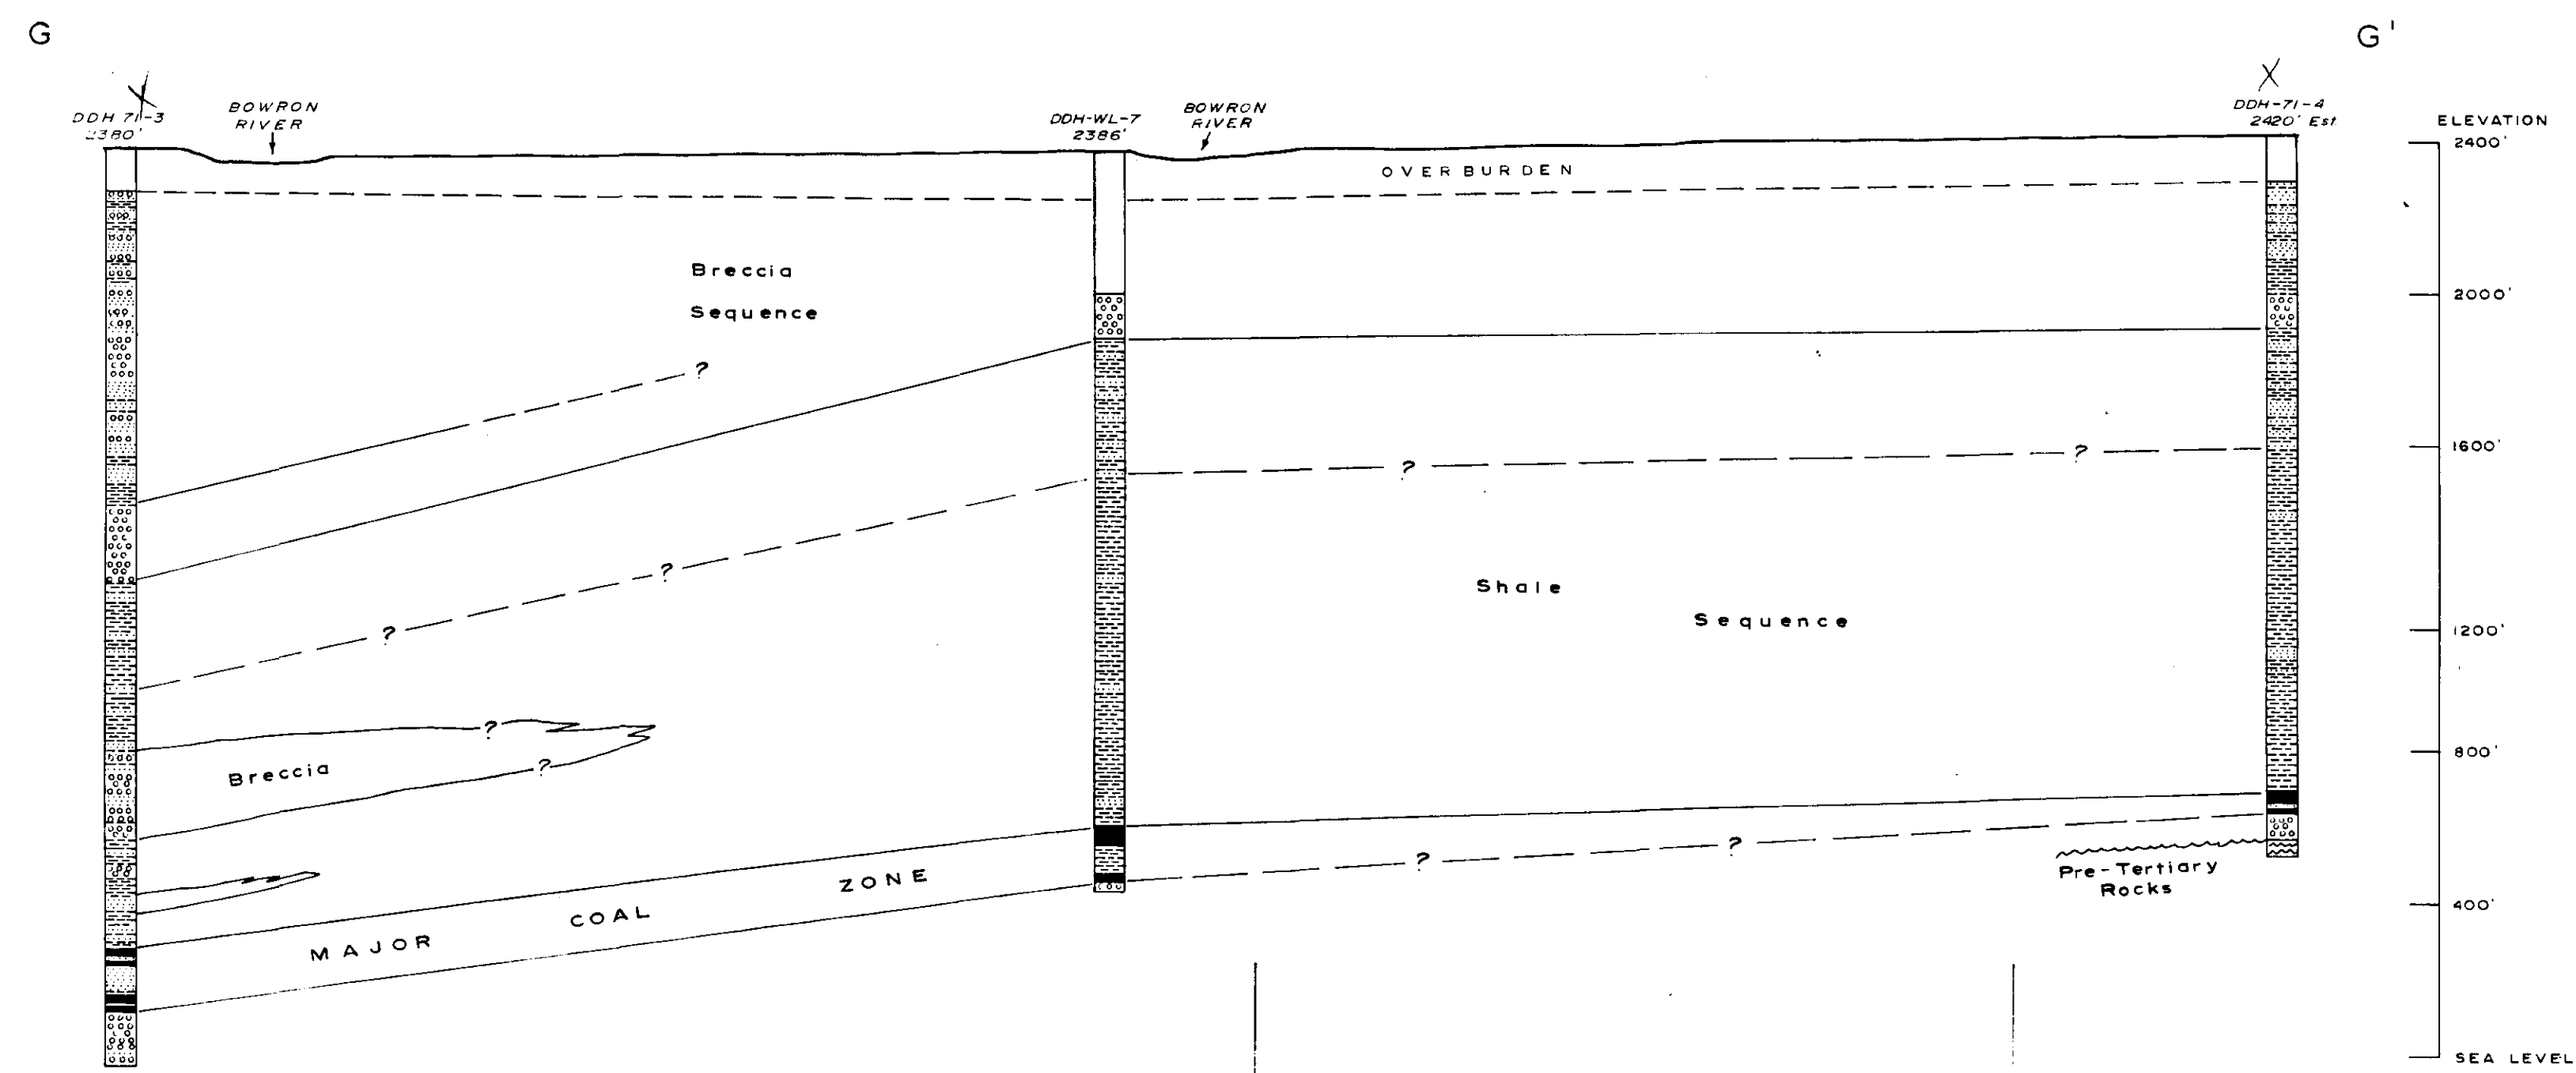 G
G'
X
X
DDH 71-3
2380'
BOWRON
RIVER
DDH-WL-7
2386'
BOWRON
RIVER
DDH-71-4
2420' Est.
ELEVATION
2400'
OVERBURDEN
Breccia
Sequence
2000'
?
?
?
1600'
?
?
Shale
Sequence
1200'
?
Breccia
?
800'
MAJOR COAL ZONE
?
?
Pre-Tertiary
Rocks
400'
SEA LEVEL